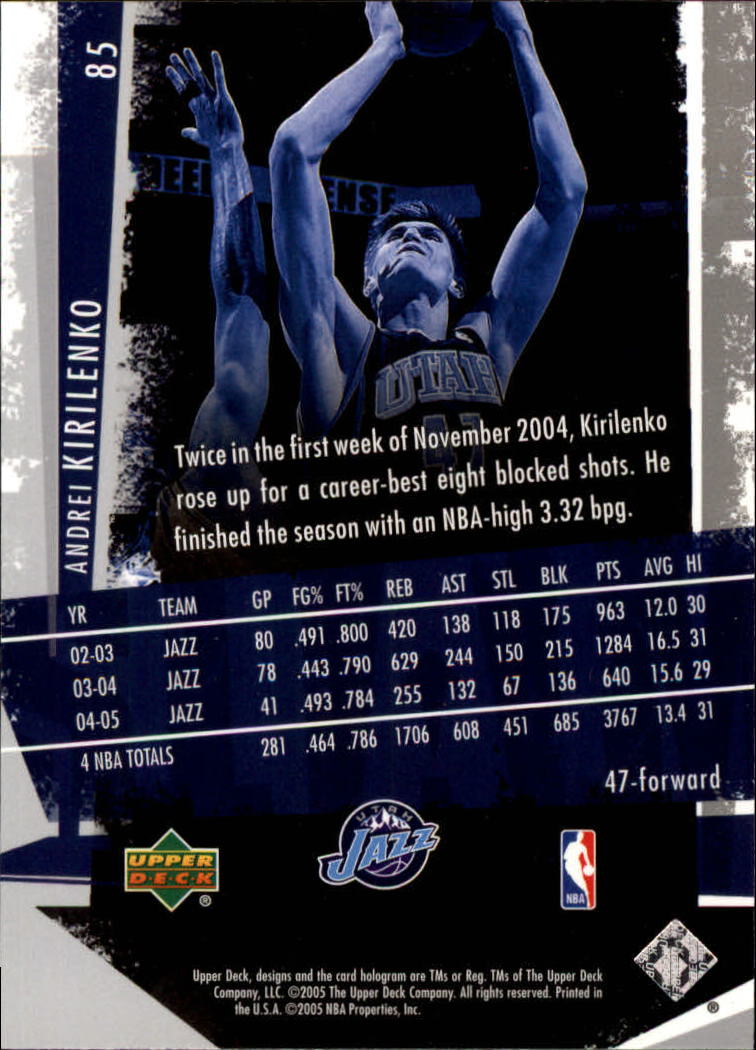 85
ANDREI KIRILENKO
ENSE
UTAH
47
Twice in the first week of November 2004, Kirilenko
rose up for a career-best eight blocked shots. He
finished the season with an NBA-high 3.32 bpg.
YR TEAM GP FG% FT% REB AST STL BLK PTS AVG HI
02-03 JAZZ 80 .491 .800 420 138 118 175 963 12.0 30
03-04 JAZZ 78 .443 .790 629 244 150 215 1284 16.5 31
04-05 JAZZ 41 .493 .784 255 132 67 136 640 15.6 29
4 NBA TOTALS 281 .464 .786 1706 608 451 685 3767 13.4 31
47-forward
UPPER
D·E·C·K
®
UTAH
JAZZ
NBA
Upper Deck, designs and the card hologram are TMs or Reg. TMs of The Upper Deck
Company, LLC. ©2005 The Upper Deck Company. All rights reserved. Printed in
the U.S.A. ©2005 NBA Properties, Inc.
®